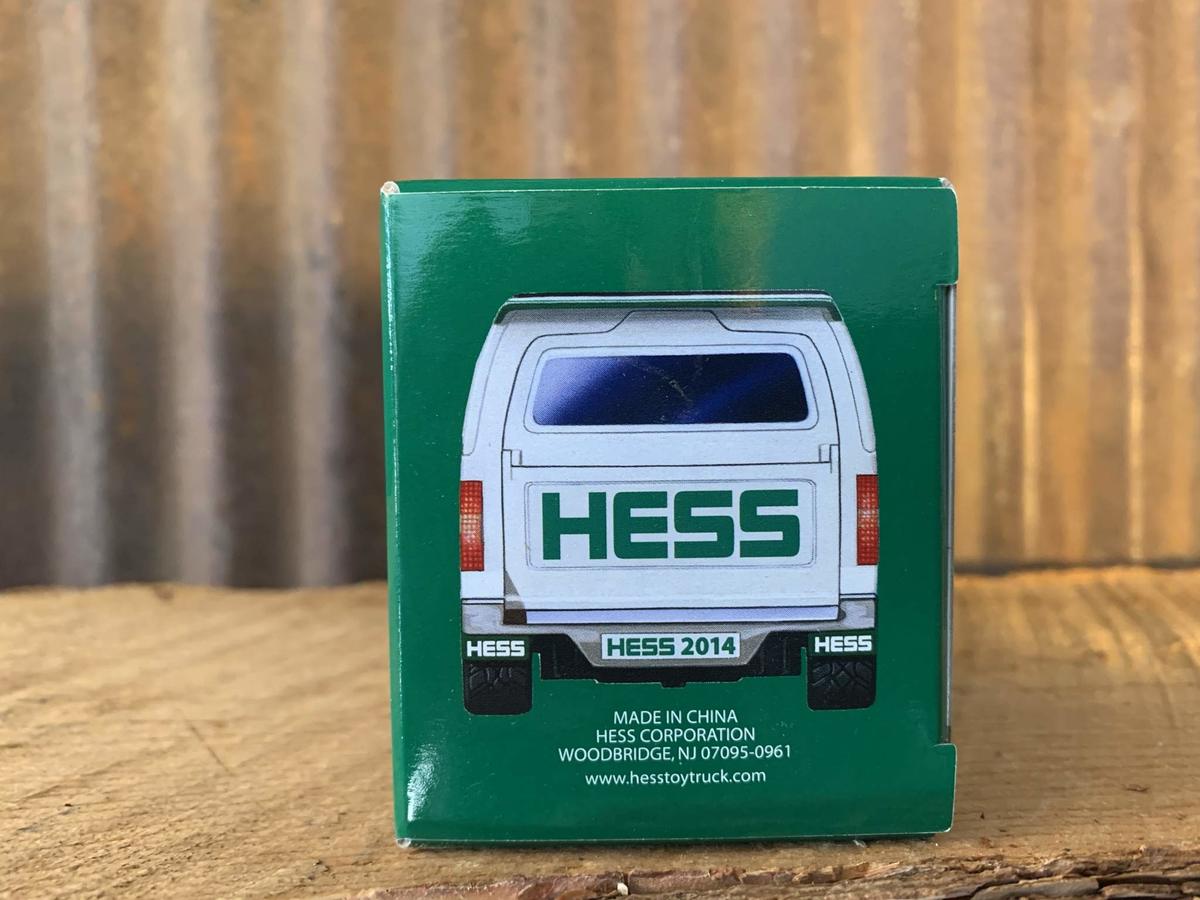 HESS
HESS HESS 2014 HESS
MADE IN CHINA
HESS CORPORATION
WOODBRIDGE, NJ 07095-0961
www.hesstoytruck.com